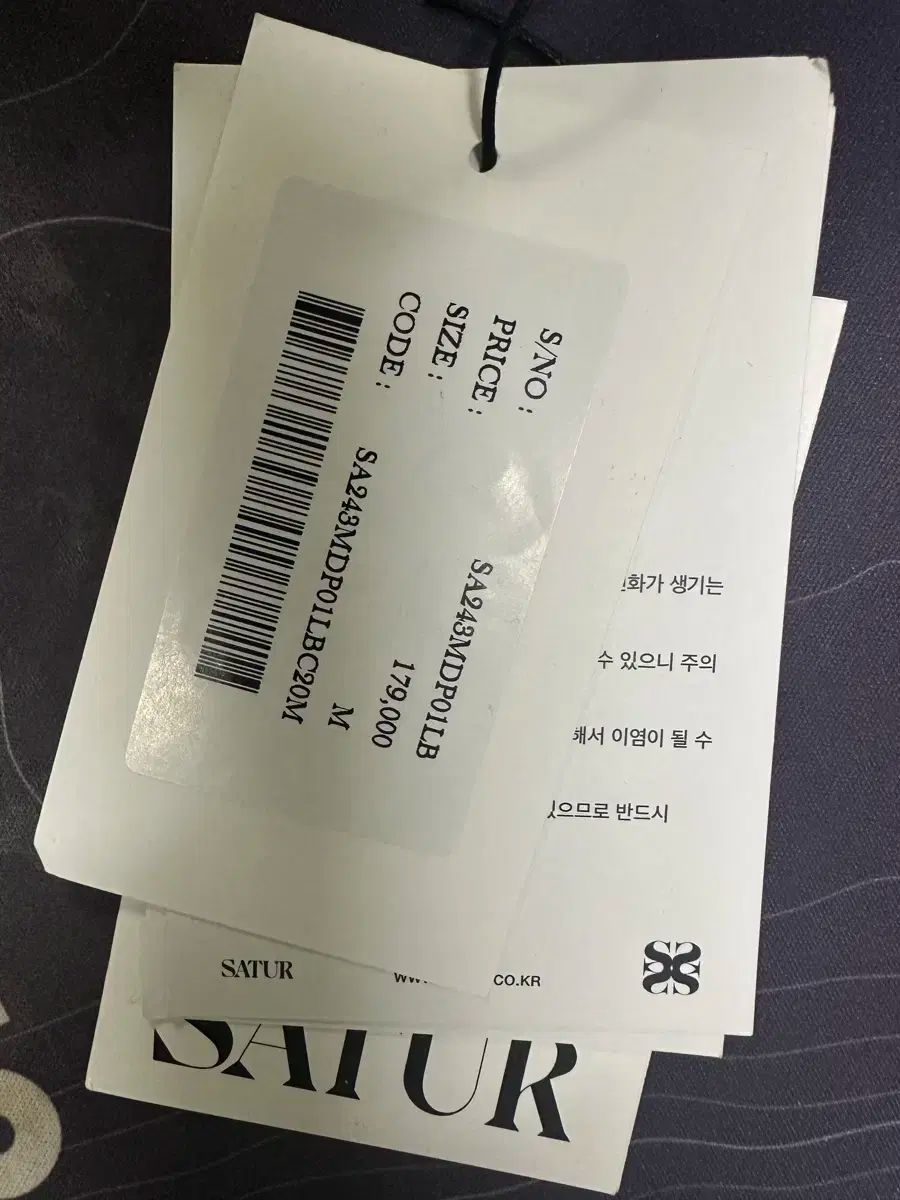 S/NO : SA243MDP01LB
PRICE : 179,000
SIZE : M
CODE : SA243MDP01LBC20M
화가 생기는
수 있으니 주의
해서 이염이 될 수
있으므로 반드시
SATUR
CO.KR
SATUR